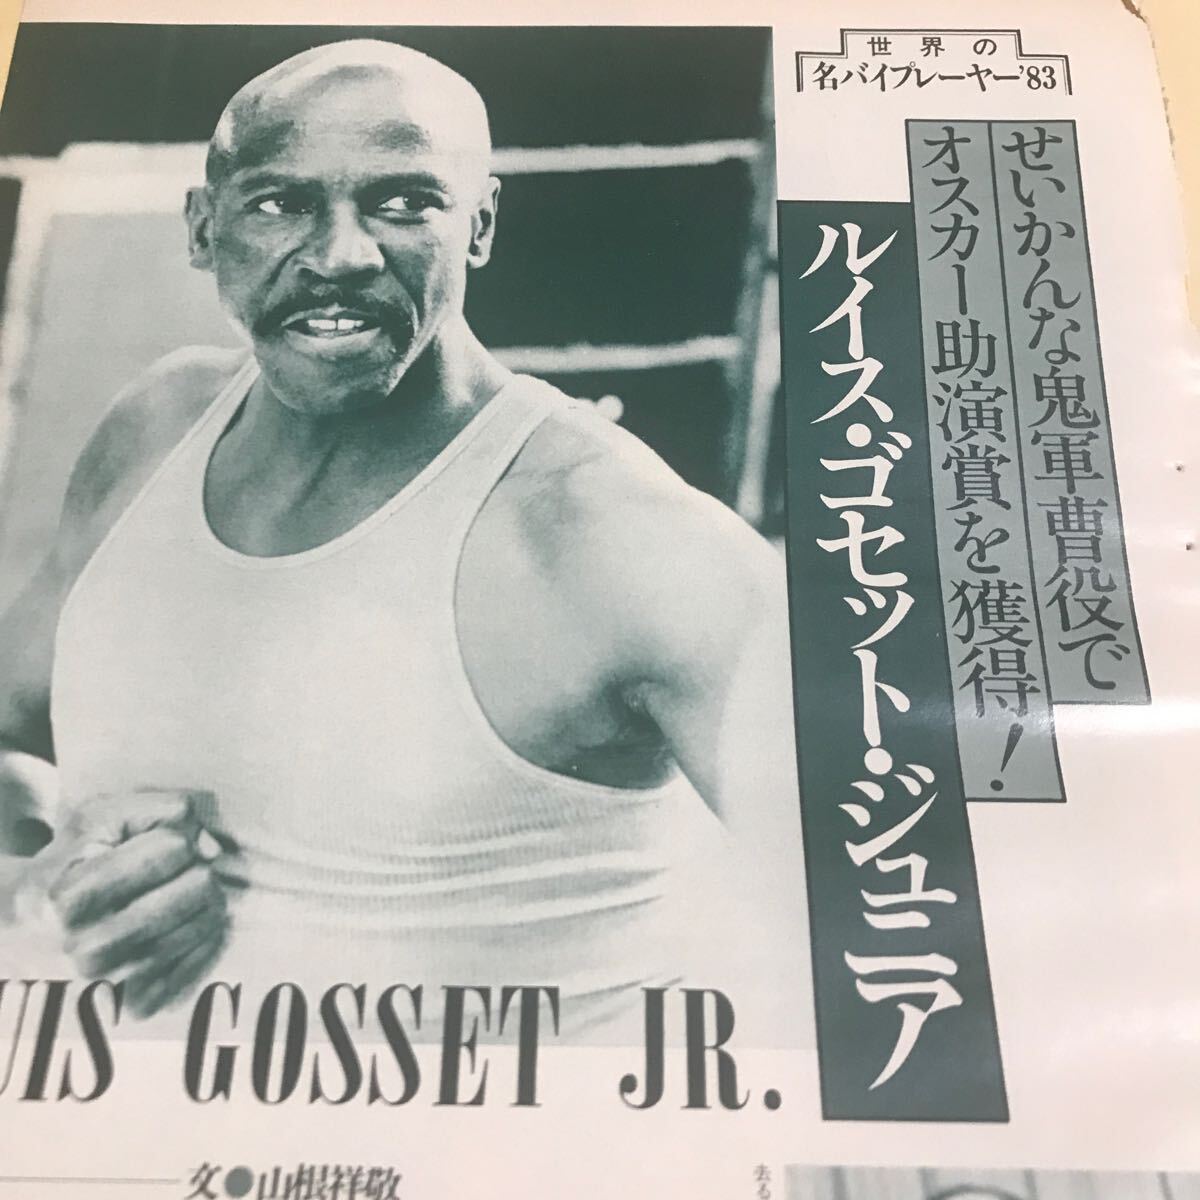 世界の
名バイプレーヤー'83
せいかんな鬼軍曹役で
オスカー助演賞を獲得!
ルイス・ゴセット・ジュニア
UIS GOSSET JR.
文●山根祥敬
去る